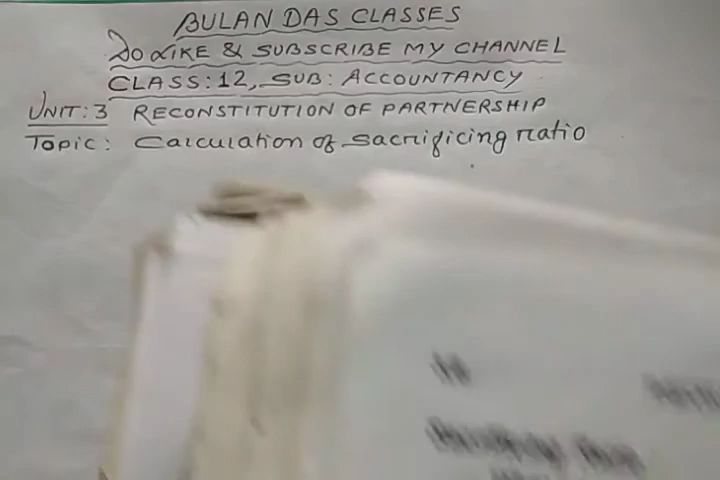 BULAN DAS CLASSES
DO LIKE & SUBSCRIBE MY CHANNEL
CLASS: 12, SUB: ACCOUNTANCY
UNIT: 3 RECONSTITUTION OF PARTNERSHIP
TOPIC: Calculation of sacrificing ratio